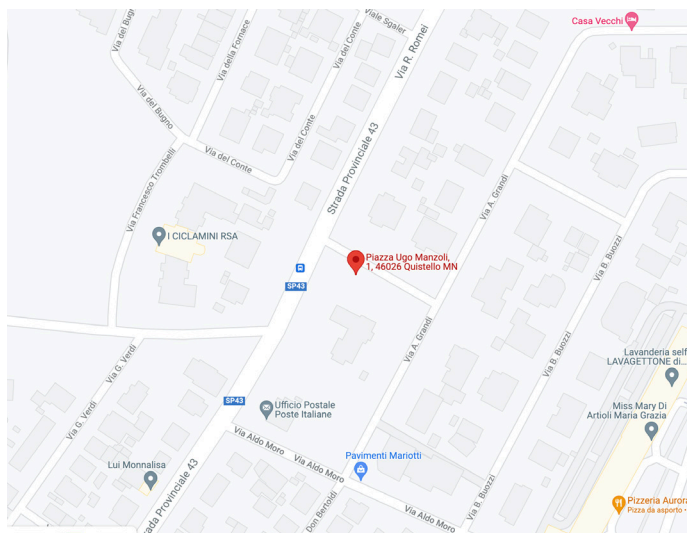 Viale Sgaler
Casa Vecchi
Via del Bugno
Via della Fornace
Via del Conte
Via R. Romei
Via del Bugno
Via del Conte
Via del Conte
Strada Provinciale 43
Via Francesco Trombelli
Via A. Grandi
I CICLAMINI RSA
Via B. Buozzi
Piazza Ugo Manzoli,
1, 46026 Quistello MN
SP43
Via A. Grandi
Via G. Verdi
Via B. Buozzi
Lavanderia self
LAVAGETTONE di...
SP43
Ufficio Postale
Poste Italiane
Miss Mary Di
Artioli Maria Grazia
Via G. Verdi
Via Aldo Moro
Pavimenti Mariotti
Lui Monnalisa
Via Aldo Moro
Via B. Buozzi
rada Provinciale 43
Don Bertoldi
Via Aldo Moro
Pizzeria Aurora
Pizza da asporto •